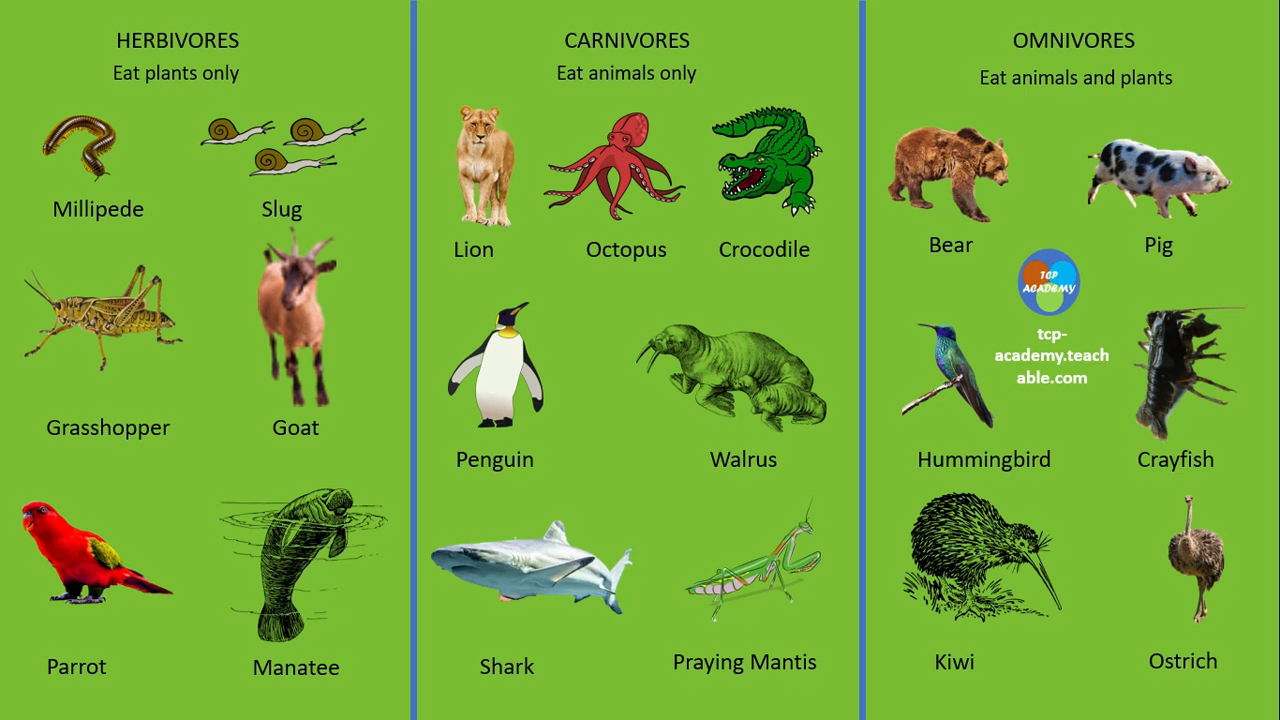 HERBIVORES
Eat plants only
Millipede
Slug
Grasshopper
Goat
Parrot
Manatee
CARNIVORES
Eat animals only
Lion
Octopus
Crocodile
Penguin
Walrus
Shark
Praying Mantis
OMNIVORES
Eat animals and plants
Bear
Pig
TCP
ACADEMY
tcp-
academy.teach
able.com
Hummingbird
Crayfish
Kiwi
Ostrich